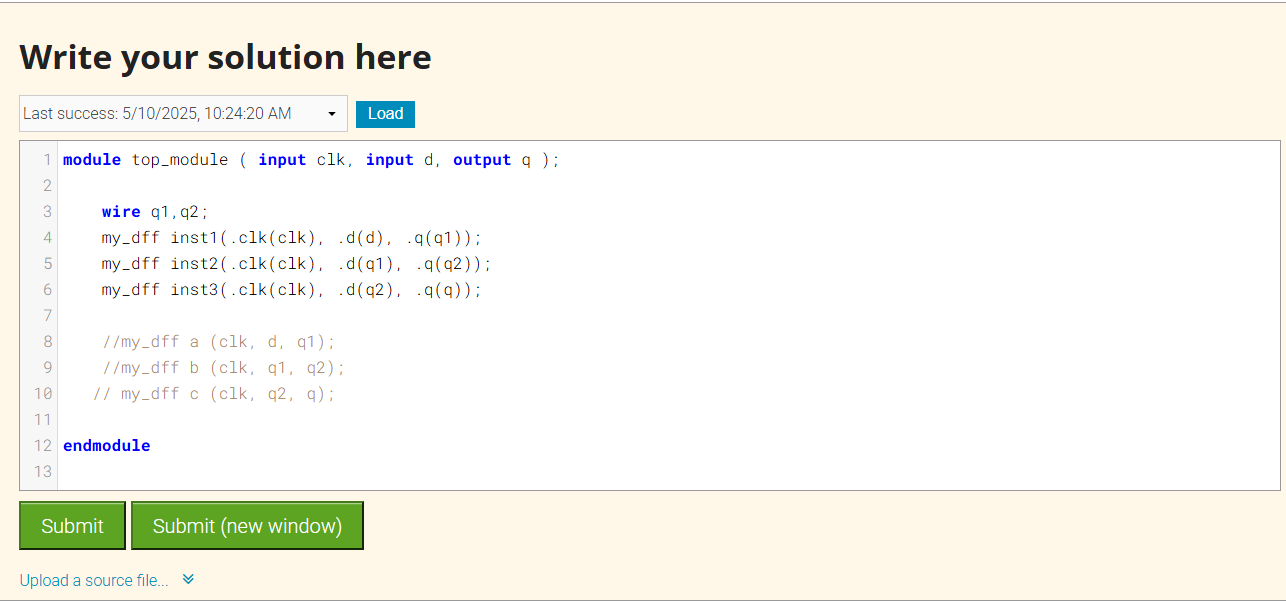 Write your solution here
Last success: 5/10/2025, 10:24:20 AM Load
1 module top_module ( input clk, input d, output q );
2
3 wire q1,q2;
4 my_dff inst1(.clk(clk), .d(d), .q(q1));
5 my_dff inst2(.clk(clk), .d(q1), .q(q2));
6 my_dff inst3(.clk(clk), .d(q2), .q(q));
7
8 //my_dff a (clk, d, q1);
9 //my_dff b (clk, q1, q2);
10 // my_dff c (clk, q2, q);
11
12 endmodule
13
Submit Submit (new window)
Upload a source file...